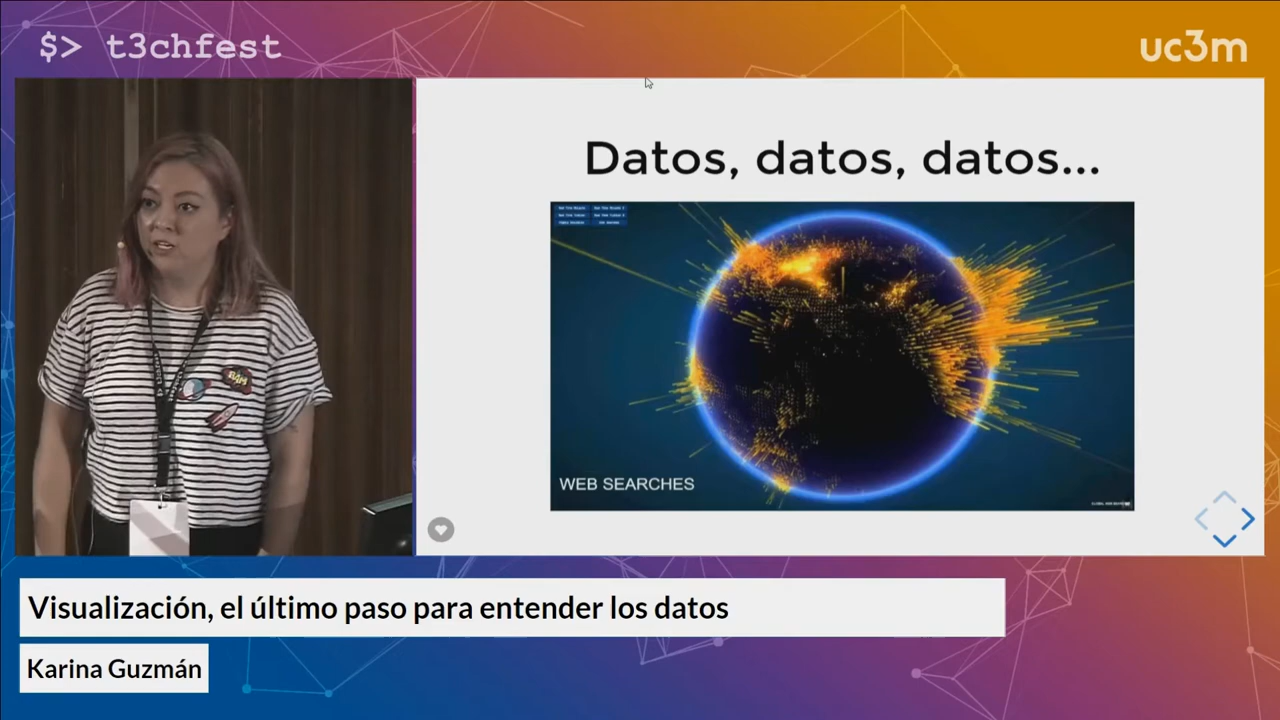 $> t3chfest
uc3m
Datos, datos, datos...
WEB SEARCHES
Visualización, el último paso para entender los datos
Karina Guzmán